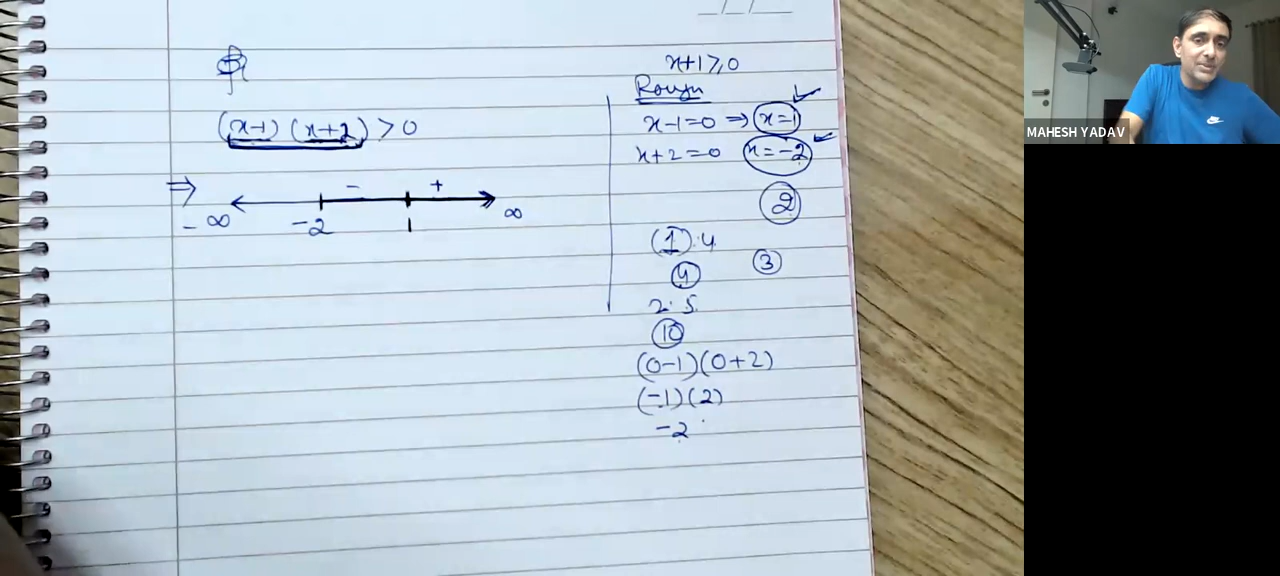 (x-1) (x+2) > 0
⇒
- +
-∞ -2 1 ∞
x+1 ≥ 0
Rough
x-1=0 ⇒ x=1
x+2=0 x=-2
2
(1)·4
4 3
2·5
10
(0-1)(0+2)
(-1)(2)
-2
MAHESH YADAV